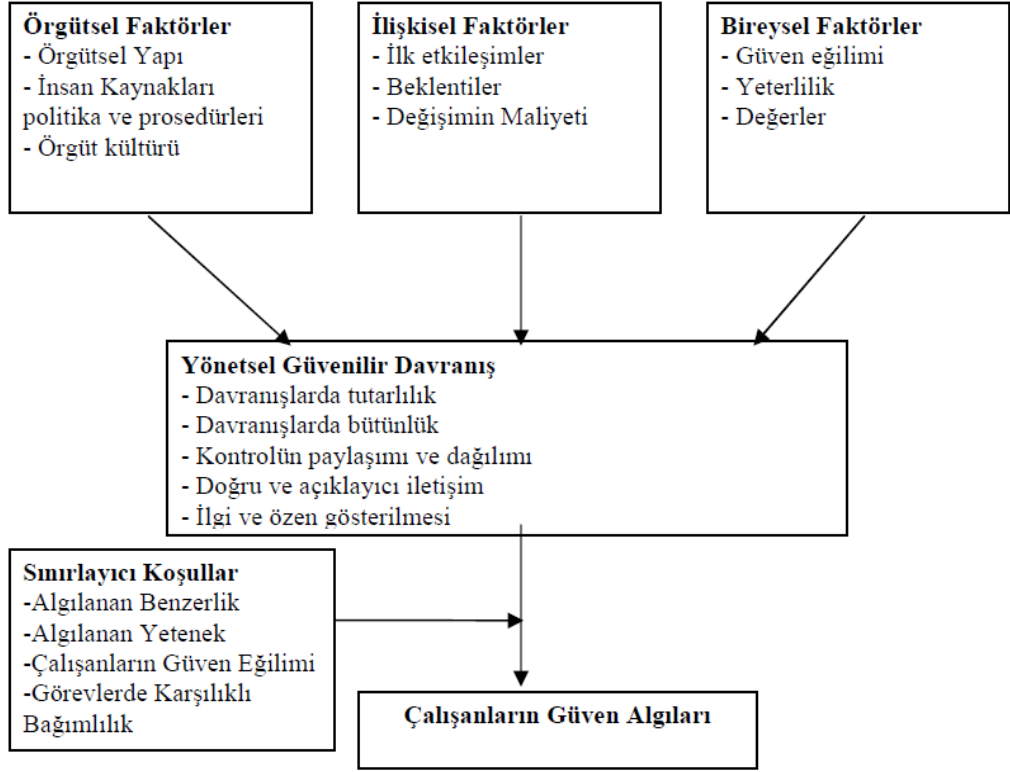 Örgütsel Faktörler
- Örgütsel Yapı
- İnsan Kaynakları
politika ve prosedürleri
- Örgüt kültürü
İlişkisel Faktörler
- İlk etkileşimler
- Beklentiler
- Değişimin Maliyeti
Bireysel Faktörler
- Güven eğilimi
- Yeterlilik
- Değerler
Yönetsel Güvenilir Davranış
- Davranışlarda tutarlılık
- Davranışlarda bütünlük
- Kontrolün paylaşımı ve dağılımı
- Doğru ve açıklayıcı iletişim
- İlgi ve özen gösterilmesi
Sınırlayıcı Koşullar
-Algılanan Benzerlik
-Algılanan Yetenek
-Çalışanların Güven Eğilimi
-Görevlerde Karşılıklı
Bağımlılık
Çalışanların Güven Algıları